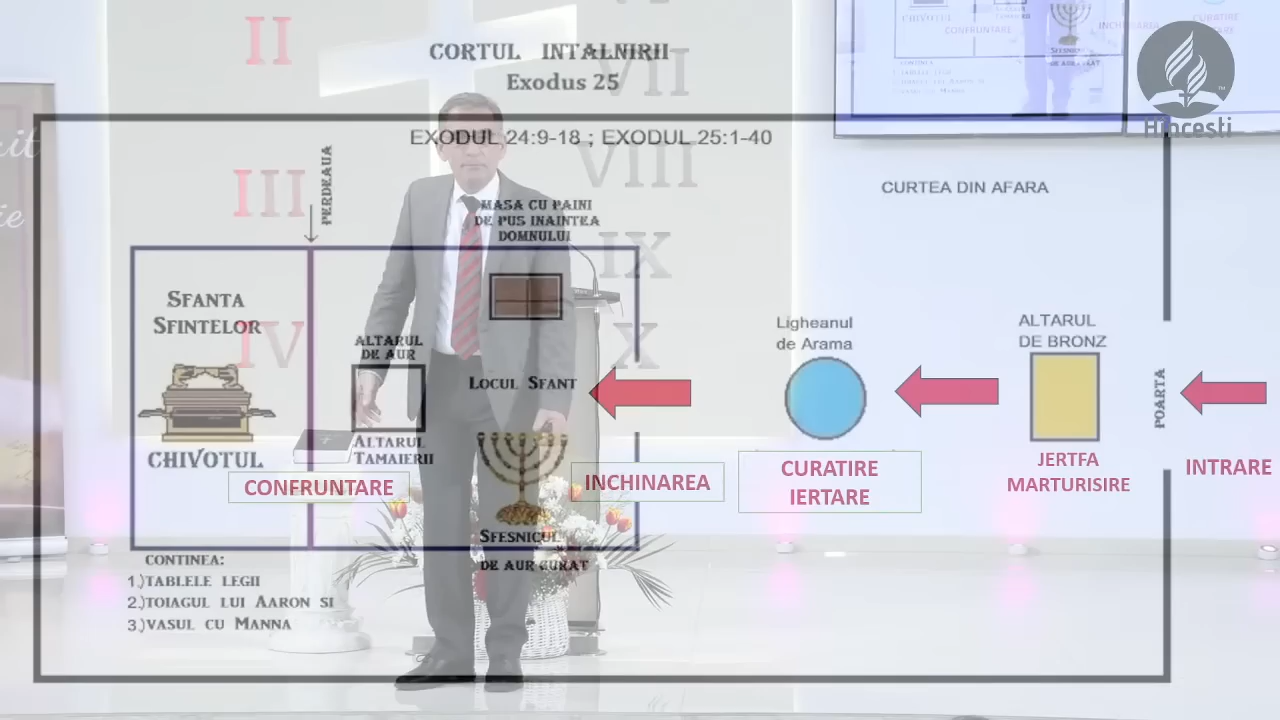 CORTUL INTALNIRII
Exodus 25
EXODUL 24:9-18 ; EXODUL 25:1-40
II
III
IV
VII
VIII
IX
X
Hincesti
CURTEA DIN AFARA
PERDEAUA
MASA CU PAINI
DE PUS INAINTEA
DOMNULUI
SFANTA
SFINTELOR
CHIVOTUL
ALTARUL
DE AUR
ALTARUL
TAMAIERII
LOCUL SFANT
SFESNICUL
DE AUR CURAT
Ligheanul
de Arama
ALTARUL
DE BRONZ
POARTA
CONFRUNTARE
INCHINAREA
CURATIRE
IERTARE
JERTFA
MARTURISIRE
INTRARE
CONTINEA:
1.)TABLELE LEGII
2.)TOIAGUL LUI AARON SI
3.)VASUL CU MANNA